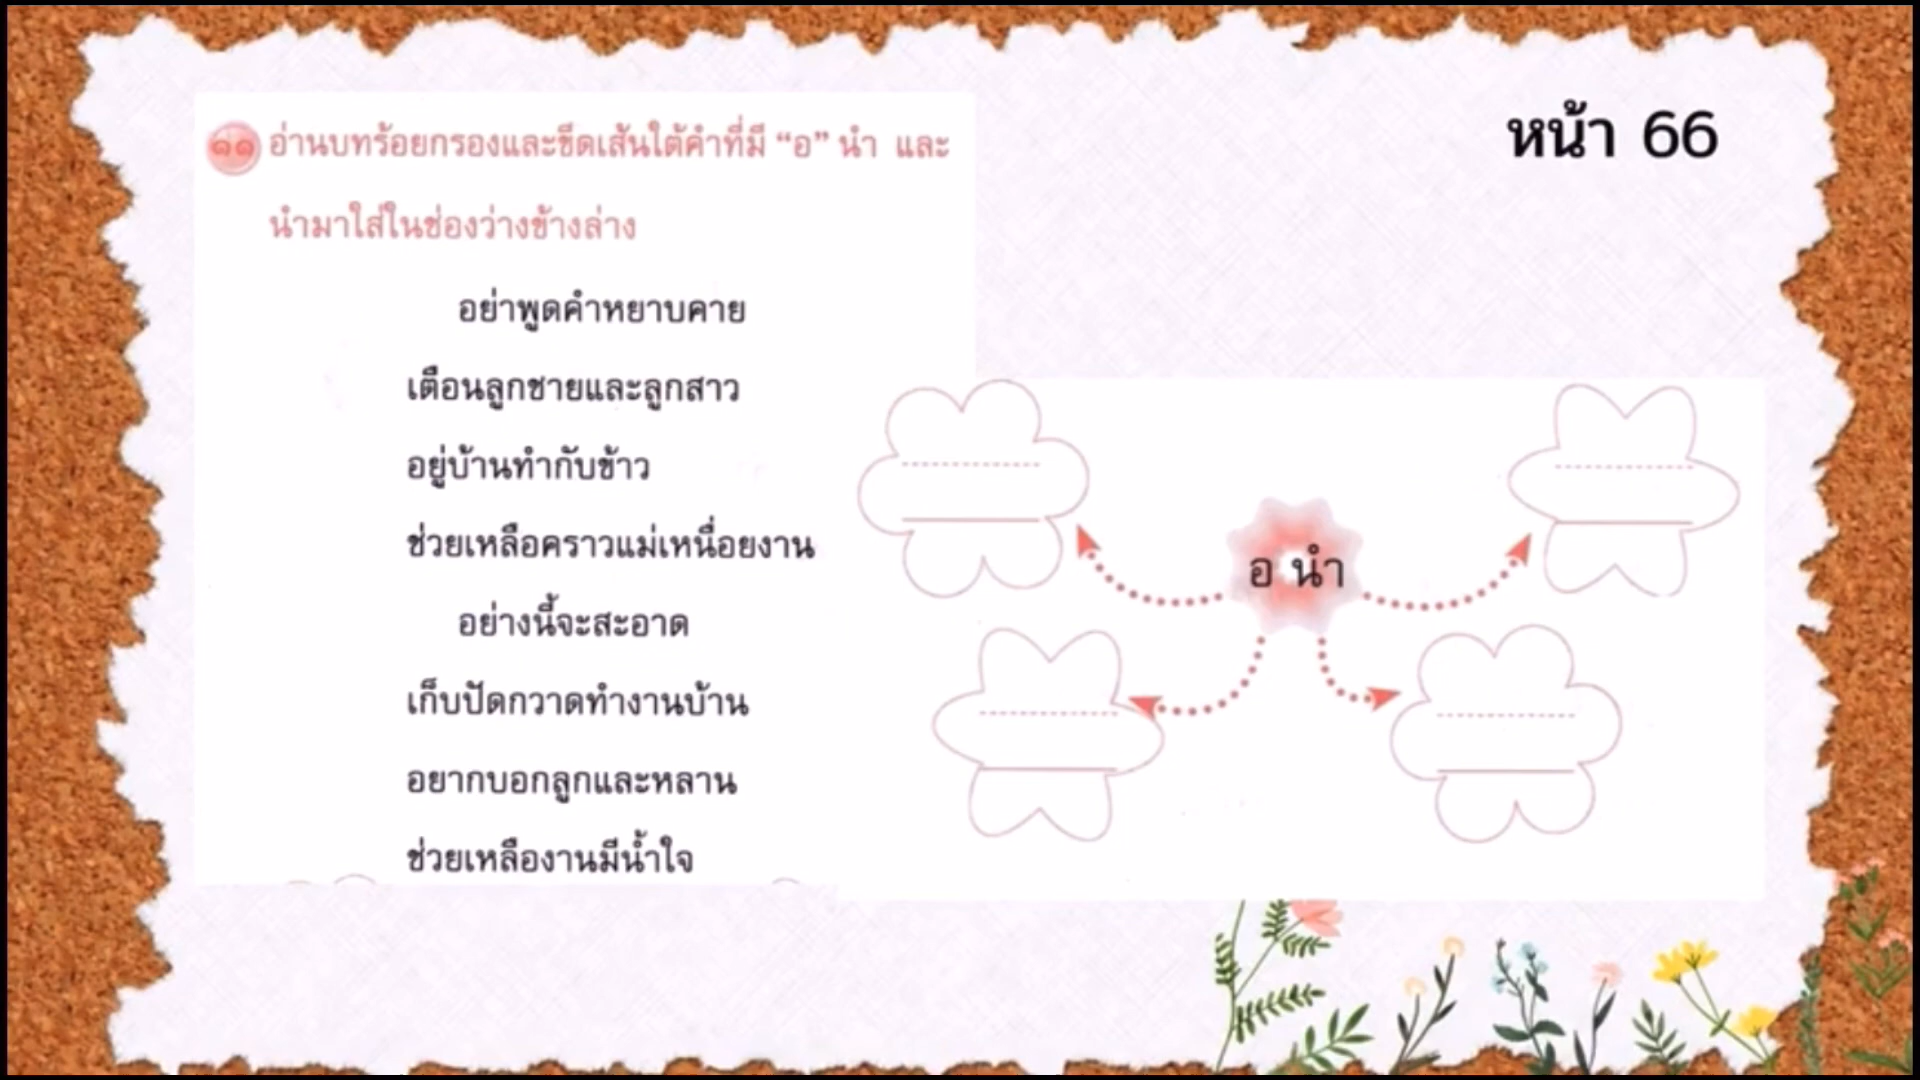 หน้า 66
๑๑ อ่านบทร้อยกรองและขีดเส้นใต้คำที่มี “อ” นำ และ
นำมาใส่ในช่องว่างข้างล่าง
อย่าพูดคำหยาบคาย
เตือนลูกชายและลูกสาว
อยู่บ้านทำกับข้าว
ช่วยเหลือคราวแม่เหนื่อยงาน
อย่างนี้จะสะอาด
เก็บปัดกวาดทำงานบ้าน
อยากบอกลูกและหลาน
ช่วยเหลืองานมีน้ำใจ
อ นำ